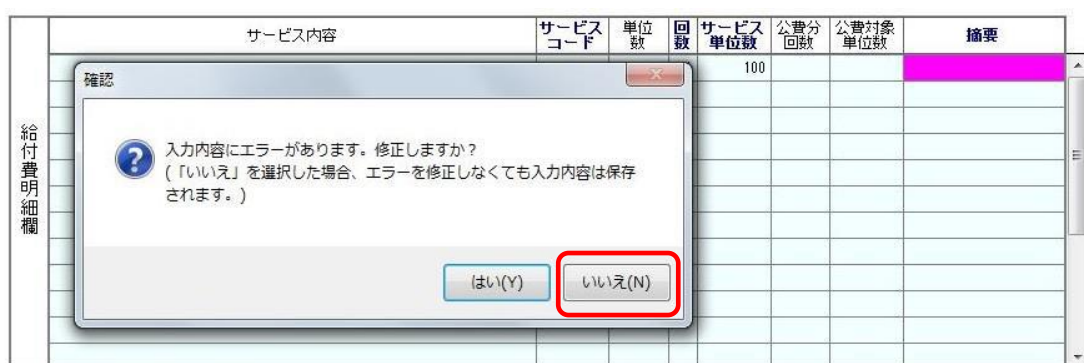 サービス内容
サービス
コード
単位
数
回
数
サービス
単位数
公費分
回数
公費対象
単位数
摘要
100
給付費明細欄
確認
入力内容にエラーがあります。修正しますか？
(「いいえ」を選択した場合、エラーを修正しなくても入力内容は保存
されます。)
はい(Y)
いいえ(N)